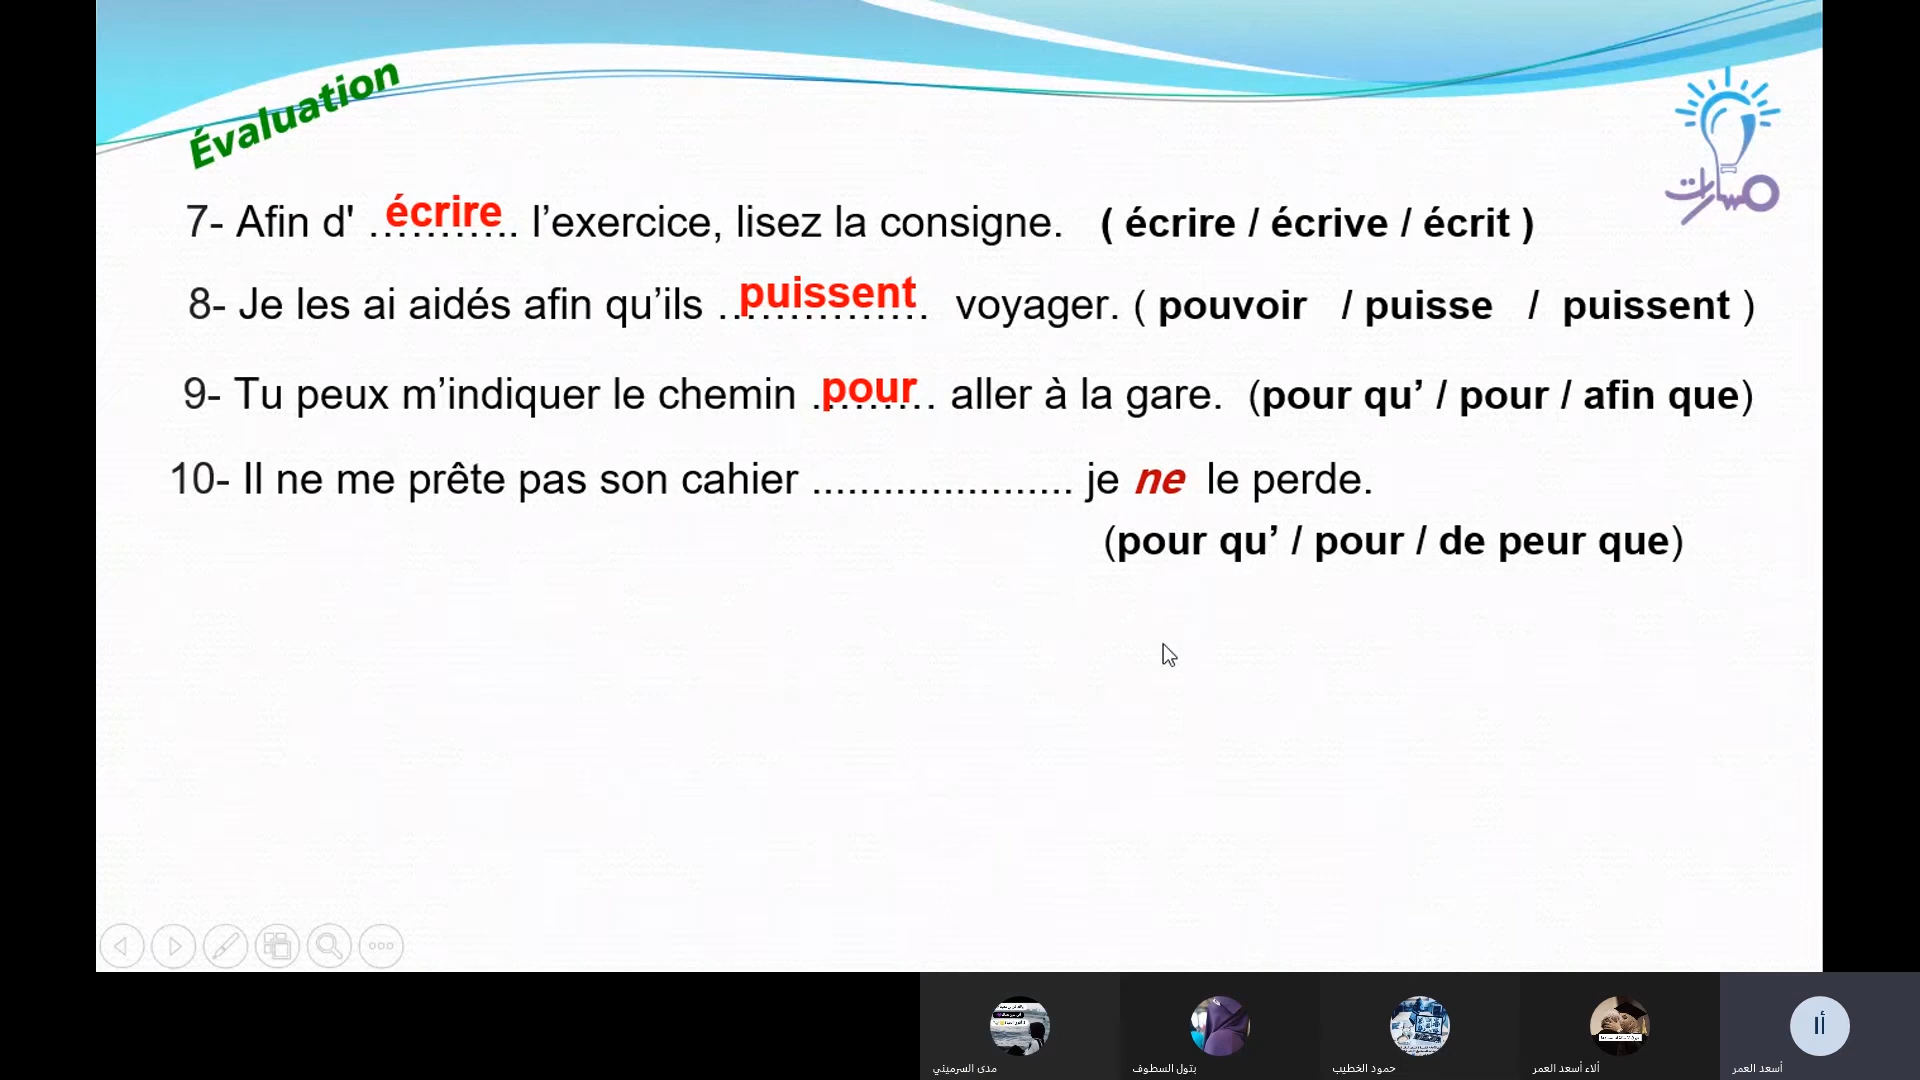 Évaluation
مسارات
7- Afin d' écrire l’exercice, lisez la consigne. ( écrire / écrive / écrit )
8- Je les ai aidés afin qu’ils puissent voyager. ( pouvoir / puisse / puissent )
9- Tu peux m’indiquer le chemin pour aller à la gare. (pour qu’ / pour / afin que)
10- Il ne me prête pas son cahier ...................... je ne le perde.
(pour qu’ / pour / de peur que)
أا
مدى السرميني
بتول السطوف
حمود الخطيب
ألاء أسعد العمر
أسعد العمر